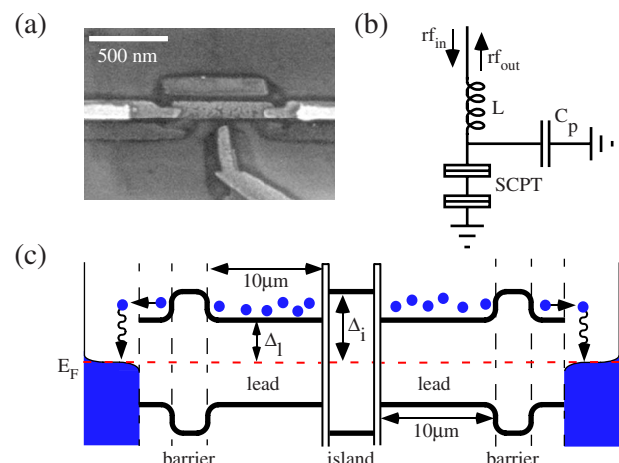 (a)
500 nm
(b)
rf_in rf_out
L
C_p
SCPT
(c)
10µm
Δ_l
Δ_i
E_F
lead
lead
10µm
barrier
island
barrier